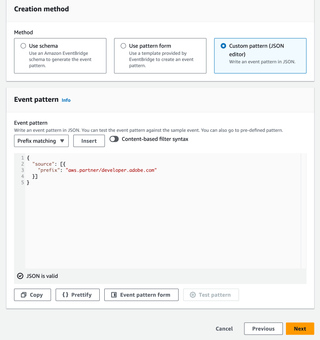 Creation method
Method
Use schema
Use an Amazon EventBridge
schema to generate the event
pattern.
Use pattern form
Use a template provided by
EventBridge to create an event
pattern.
Custom pattern (JSON
editor)
Write an event pattern in JSON.
Event pattern Info
Event pattern
Write an event pattern in JSON. You can test the event pattern against the sample event. You can also go to pre-defined pattern.
Prefix matching
Insert
Content-based filter syntax
1 {
2 "source": [{
3 "prefix": "aws.partner/developer.adobe.com"
4 }]
5 }
JSON is valid
Copy
{ } Prettify
Event pattern form
Test pattern
Cancel
Previous
Next